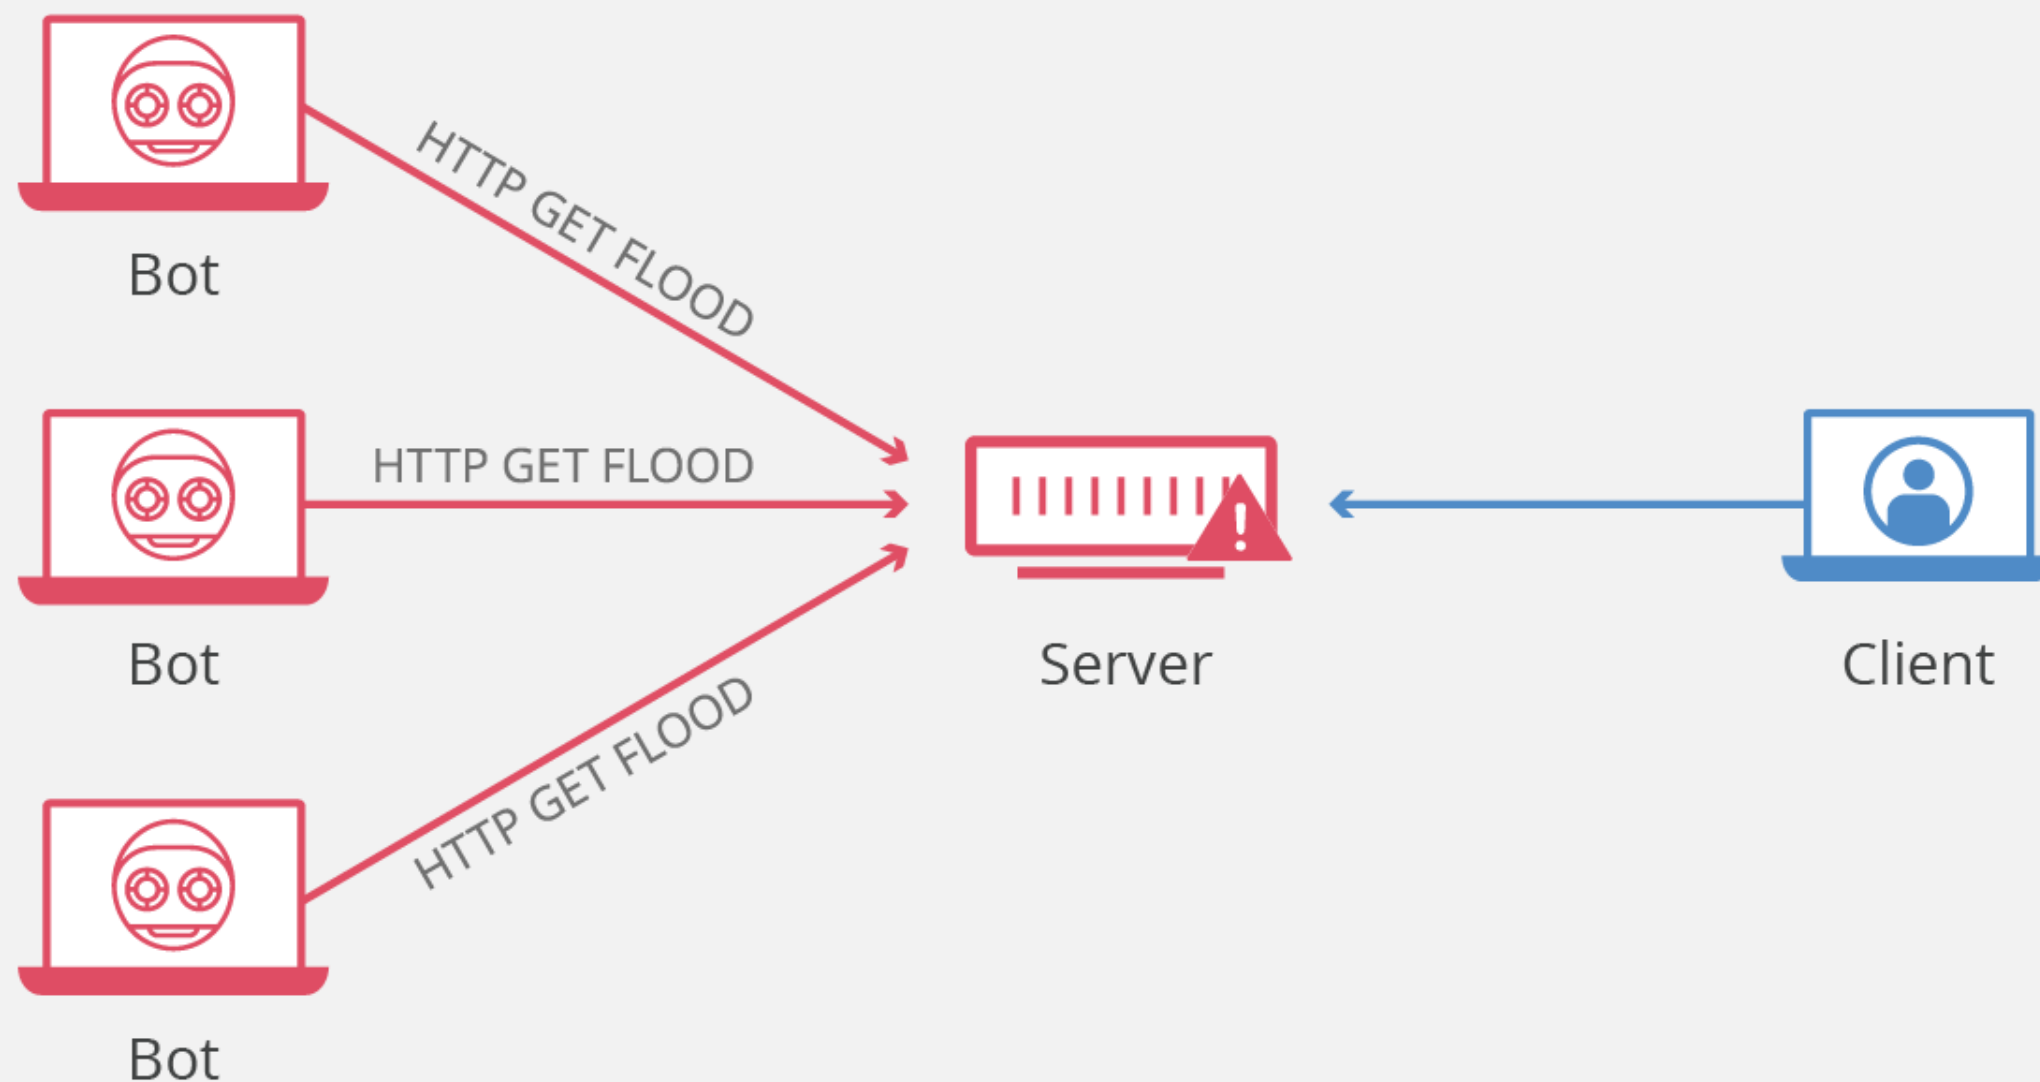 HTTP GET FLOOD
Bot
HTTP GET FLOOD
Bot
Server
Client
HTTP GET FLOOD
Bot